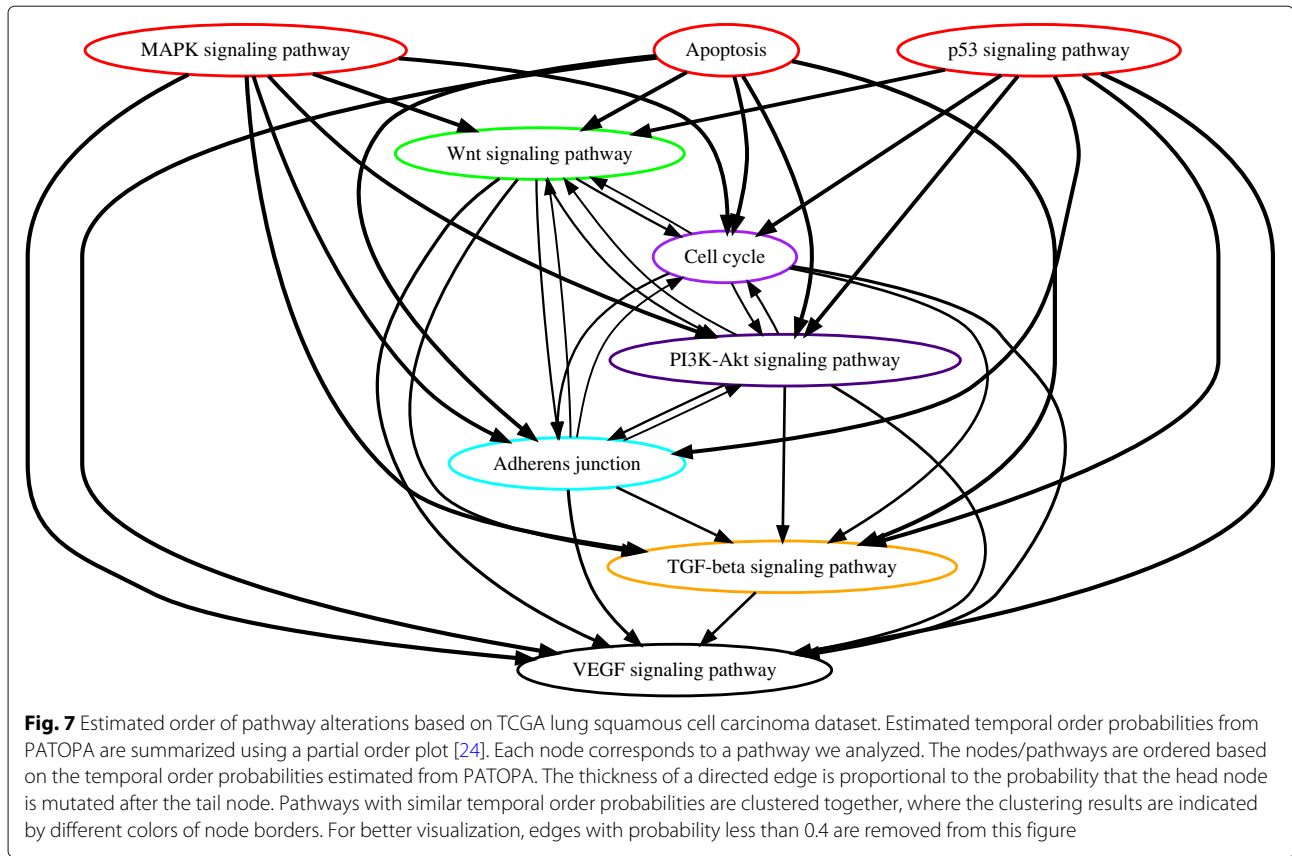 MAPK signaling pathway
Apoptosis
p53 signaling pathway
Wnt signaling pathway
Cell cycle
PI3K-Akt signaling pathway
Adherens junction
TGF-beta signaling pathway
VEGF signaling pathway
Fig. 7 Estimated order of pathway alterations based on TCGA lung squamous cell carcinoma dataset. Estimated temporal order probabilities from
PATOPA are summarized using a partial order plot [24]. Each node corresponds to a pathway we analyzed. The nodes/pathways are ordered based
on the temporal order probabilities estimated from PATOPA. The thickness of a directed edge is proportional to the probability that the head node
is mutated after the tail node. Pathways with similar temporal order probabilities are clustered together, where the clustering results are indicated
by different colors of node borders. For better visualization, edges with probability less than 0.4 are removed from this figure